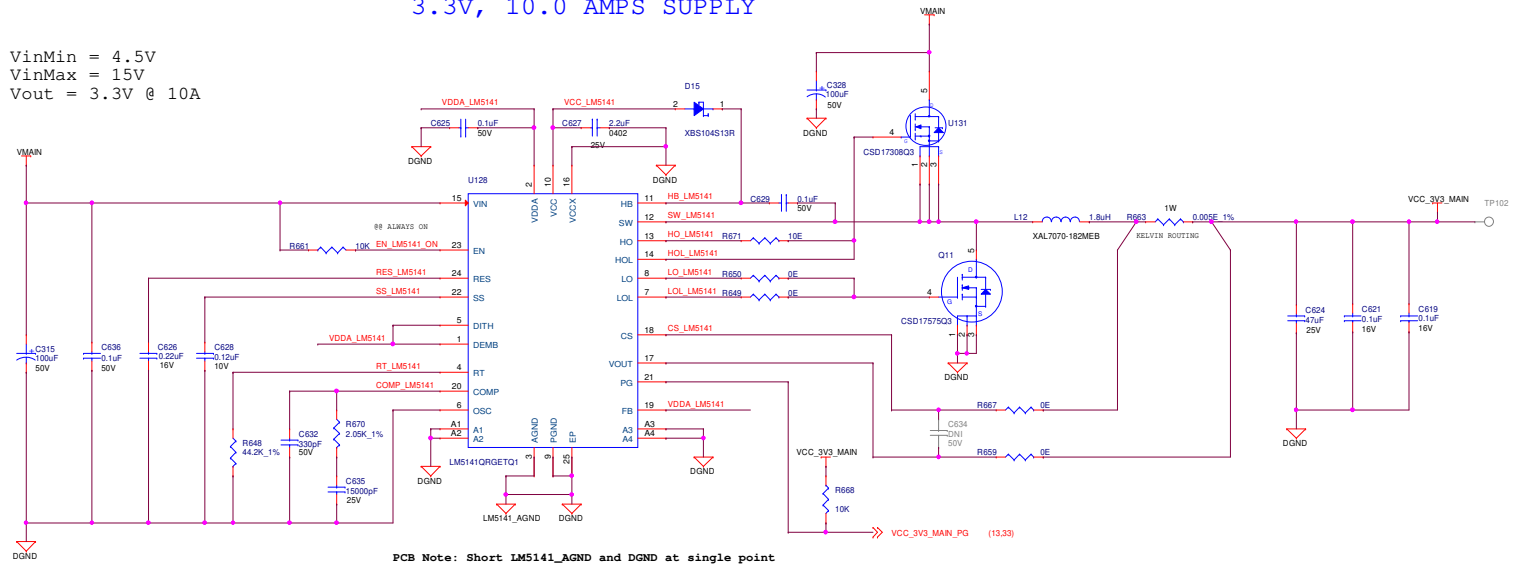 3.3V, 10.0 AMPS SUPPLY
VinMin = 4.5V
VinMax = 15V
Vout = 3.3V @ 10A
VMAIN
C328
100uF
50V
DGND
5
U131
4
CSD17308Q3
1 2 3
D15
2 1
XBS104S13R
VDDA_LM5141
VCC_LM5141
C625 0.1uF
50V
DGND
C627 2.2uF
0402
25V
DGND
VMAIN
U128
2 10 16
VDDA VCC VCCX
15 VIN
@@ ALWAYS ON
R661 10K EN_LM5141_ON 23 EN
RES_LM5141 24 RES
SS_LM5141 22 SS
5 DITH
VDDA_LM5141 1 DEMB
RT_LM5141 4 RT
COMP_LM5141 20 COMP
6 OSC
A1 A1
A2 A2
DGND
HB 11 HB_LM5141
SW 12 SW_LM5141
HO 13 HO_LM5141 R671 10E
HOL 14 HOL_LM5141
LO 8 LO_LM5141 R650 0E
LOL 7 LOL_LM5141 R649 0E
CS 18 CS_LM5141
VOUT 17
PG 21
FB 19 VDDA_LM5141
A3 A3
A4 A4
DGND
AGND PGND EP
3 9 25
LM5141QRGETQ1
LM5141_AGND
DGND
C629 0.1uF
50V
Q11
5
D
4 G
S
CSD17575Q3
1 2 3
DGND
L12 1.8uH
XAL7070-182MEB
1W
R663 0.005E_1%
KELVIN ROUTING
VCC_3V3_MAIN
TP102
C624
47uF
25V
C621
0.1uF
16V
C619
0.1uF
16V
DGND
R667 0E
C634
DNI
50V
R659 0E
VCC_3V3_MAIN
R668
10K
VCC_3V3_MAIN_PG (13,33)
C315
100uF
50V
C636
0.1uF
50V
C626
0.22uF
16V
C628
0.12uF
10V
R648
44.2K_1%
C632
330pF
50V
R670
2.05K_1%
C635
15000pF
25V
DGND
PCB Note: Short LM5141_AGND and DGND at single point